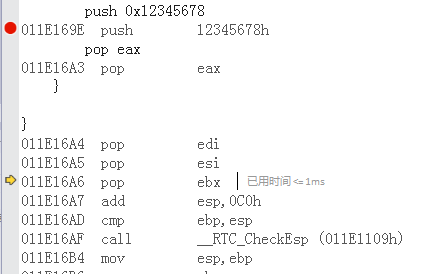 push 0x12345678
011E169E push 12345678h
pop eax
011E16A3 pop eax
}
}
011E16A4 pop edi
011E16A5 pop esi
011E16A6 pop ebx 已用时间 <= 1ms
011E16A7 add esp,0C0h
011E16AD cmp ebp,esp
011E16AF call __RTC_CheckEsp (011E1109h)
011E16B4 mov esp,ebp